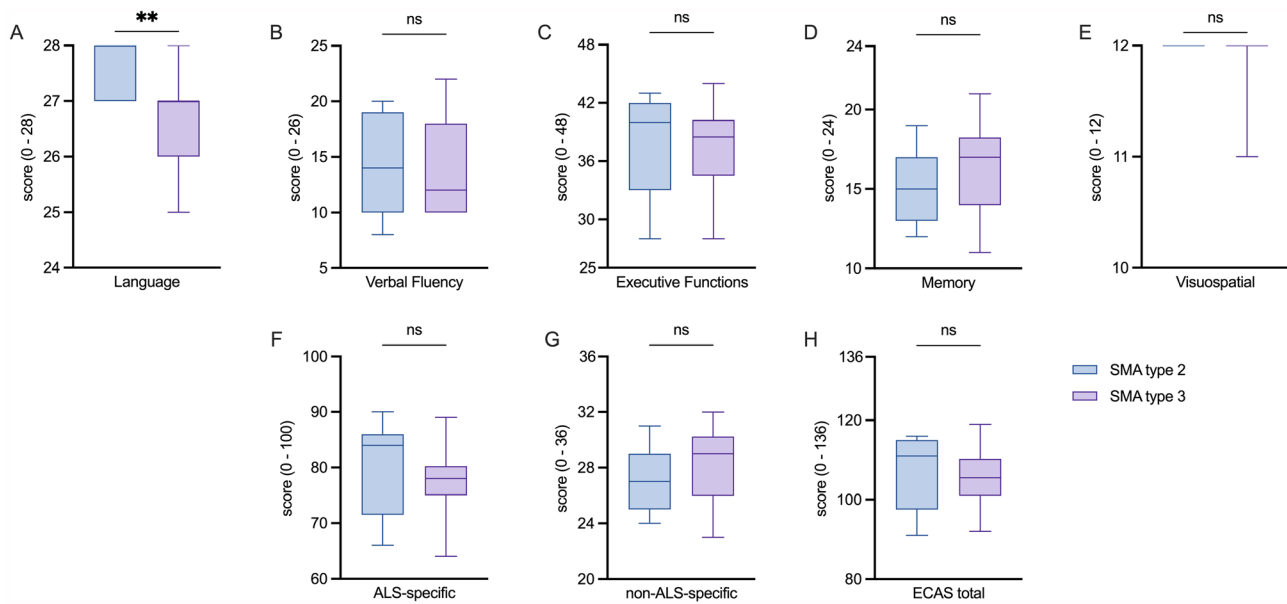 A
**
score (0 - 28)
28
27
26
25
24
Language
B
ns
score (0 - 26)
25
20
15
10
5
Verbal Fluency
C
ns
score (0 - 48)
48
42
36
30
25
Executive Functions
D
ns
score (0 - 24)
24
20
15
10
Memory
E
ns
score (0 - 12)
12
11
10
Visuospatial
F
ns
score (0 - 100)
100
90
80
70
60
ALS-specific
G
ns
score (0 - 36)
36
32
28
24
20
non-ALS-specific
H
ns
score (0 - 136)
136
120
100
80
ECAS total
SMA type 2
SMA type 3